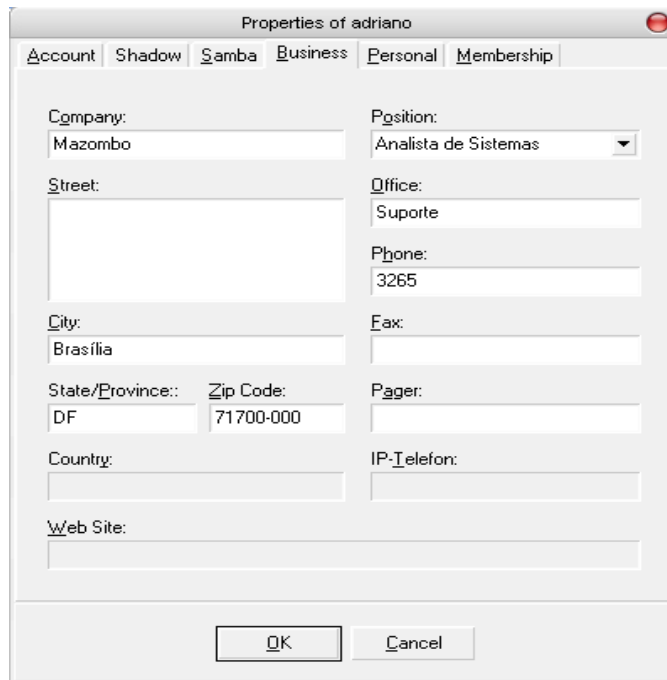 Properties of adriano
Account Shadow Samba Business Personal Membership
Company: Position:
Mazombo Analista de Sistemas
Street: Office:
Suporte
Phone:
3265
City: Fax:
Brasília
State/Province:: Zip Code: Pager:
DF 71700-000
Country: IP-Telefon:
Web Site:
OK Cancel